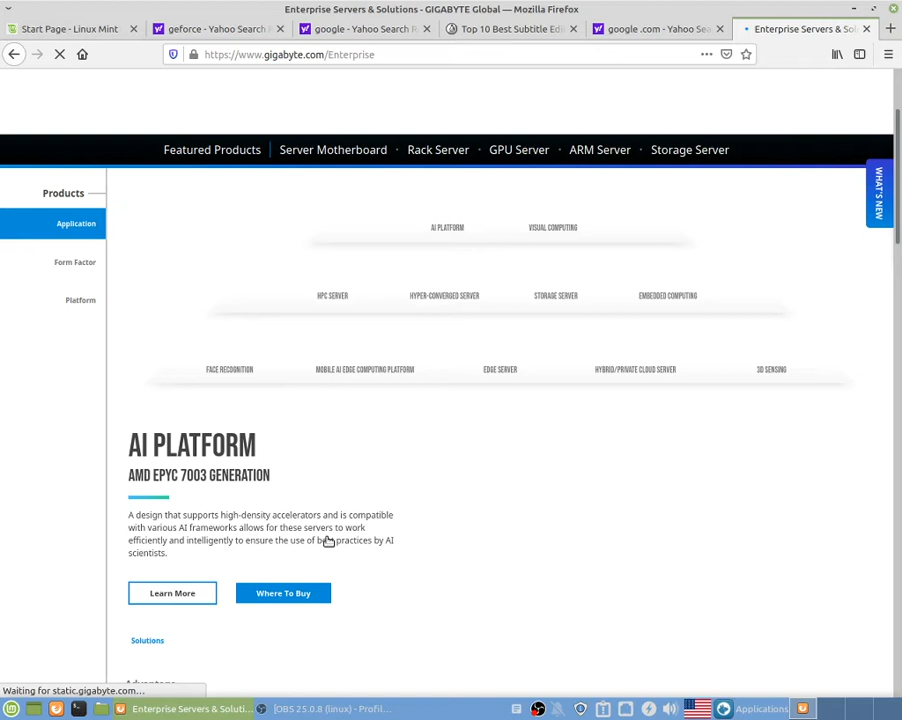 Enterprise Servers & Solutions - GIGABYTE Global — Mozilla Firefox
Start Page - Linux Mint
geforce - Yahoo Search
google - Yahoo Search R
Top 10 Best Subtitle Edi
google .com - Yahoo Sea
Enterprise Servers & Sol
https://www.gigabyte.com/Enterprise
Featured Products
Server Motherboard · Rack Server · GPU Server · ARM Server · Storage Server
WHAT'S NEW
Products
Application
Form Factor
Platform
AI PLATFORM
VISUAL COMPUTING
HPC SERVER
HYPER-CONVERGED SERVER
STORAGE SERVER
EMBEDDED COMPUTING
FACE RECOGNITION
MOBILE AI EDGE COMPUTING PLATFORM
EDGE SERVER
HYBRID/PRIVATE CLOUD SERVER
3D SENSING
AI PLATFORM
AMD EPYC 7003 GENERATION
A design that supports high-density accelerators and is compatible
with various AI frameworks allows for these servers to work
efficiently and intelligently to ensure the use of best practices by AI
scientists.
Learn More
Where To Buy
Solutions
Advantage
Waiting for static.gigabyte.com...
Enterprise Servers & Soluti...
[OBS 25.0.8 (linux) - Profil...
Applications